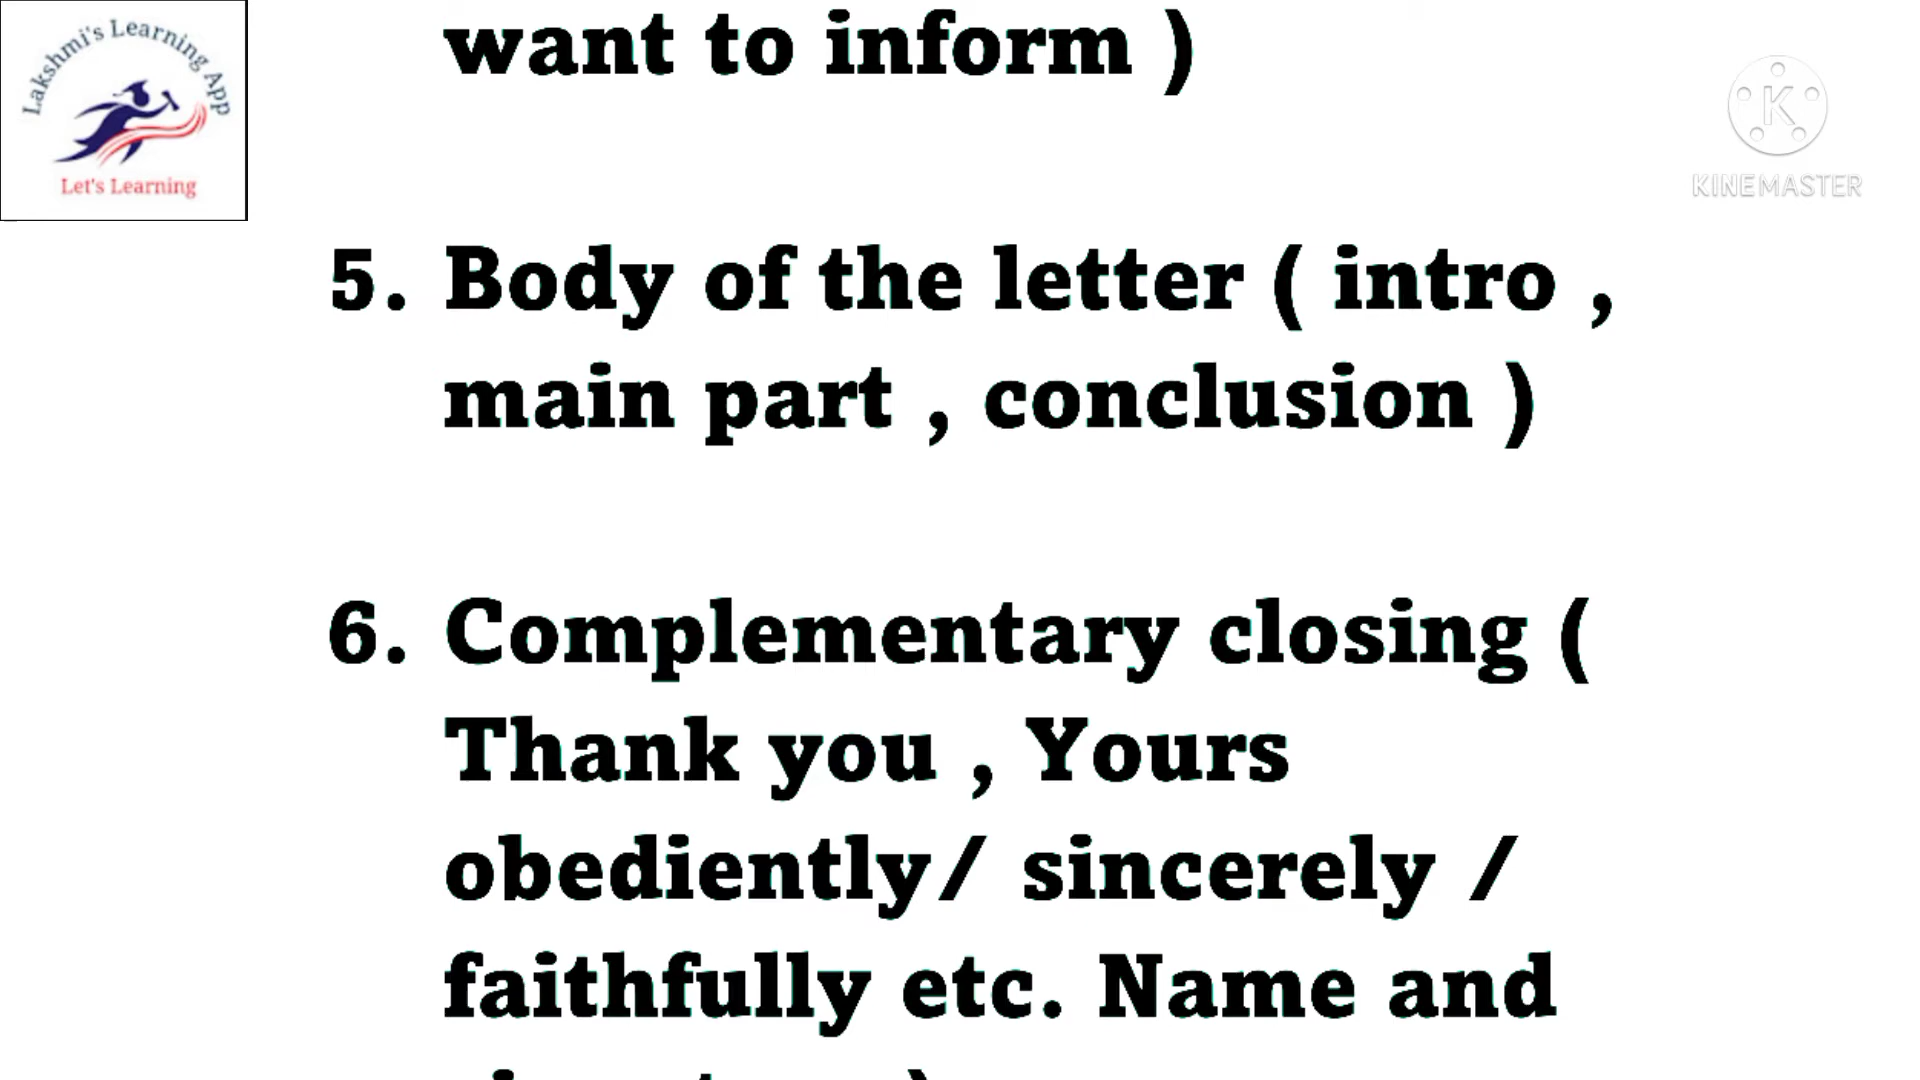 Lakshmi's Learning App
Let's Learning
KINEMASTER
want to inform )
5. Body of the letter ( intro ,
main part , conclusion )
6. Complementary closing (
Thank you , Yours
obediently/ sincerely /
faithfully etc. Name and